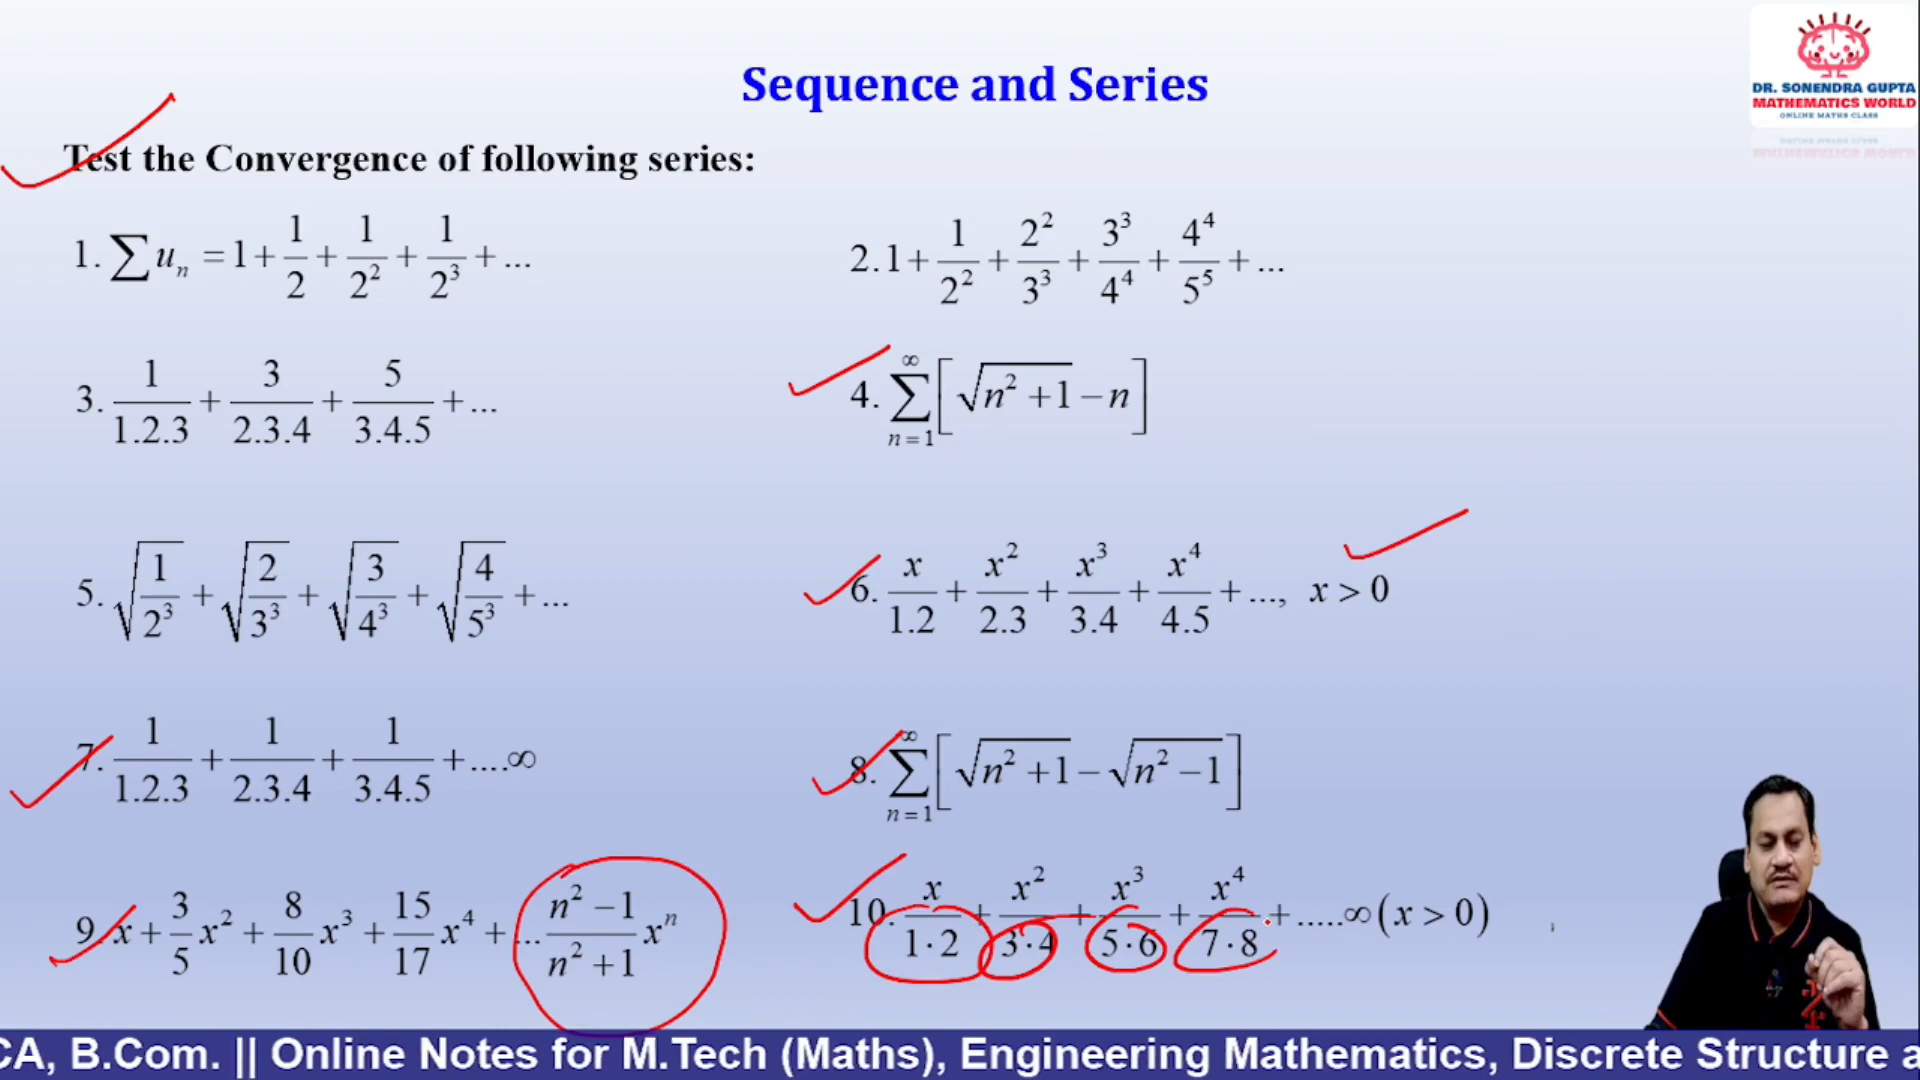 Sequence and Series
DR. SONENDRA GUPTA
MATHEMATICS WORLD
ONLINE MATHS CLASS
Test the Convergence of following series:
1. ∑ uₙ = 1 + 1/2 + 1/2² + 1/2³ + ...
2. 1 + 1/2² + 2²/3³ + 3³/4⁴ + 4⁴/5⁵ + ...
3. 1/1.2.3 + 3/2.3.4 + 5/3.4.5 + ...
4. ∑_{n=1}^{∞} [√(n² + 1) − n]
5. √(1/2³) + √(2/3³) + √(3/4³) + √(4/5³) + ...
6. x/1.2 + x²/2.3 + x³/3.4 + x⁴/4.5 + ..., x > 0
7. 1/1.2.3 + 1/2.3.4 + 1/3.4.5 + ....∞
8. ∑_{n=1}^{∞} [√(n² + 1) − √(n² − 1)]
9. x + 3/5 x² + 8/10 x³ + 15/17 x⁴ + ... (n² − 1)/(n² + 1) xⁿ
10. x/1·2 + x²/3·4 + x³/5·6 + x⁴/7·8 + .....∞ (x > 0)
CA, B.Com. || Online Notes for M.Tech (Maths), Engineering Mathematics, Discrete Structure a